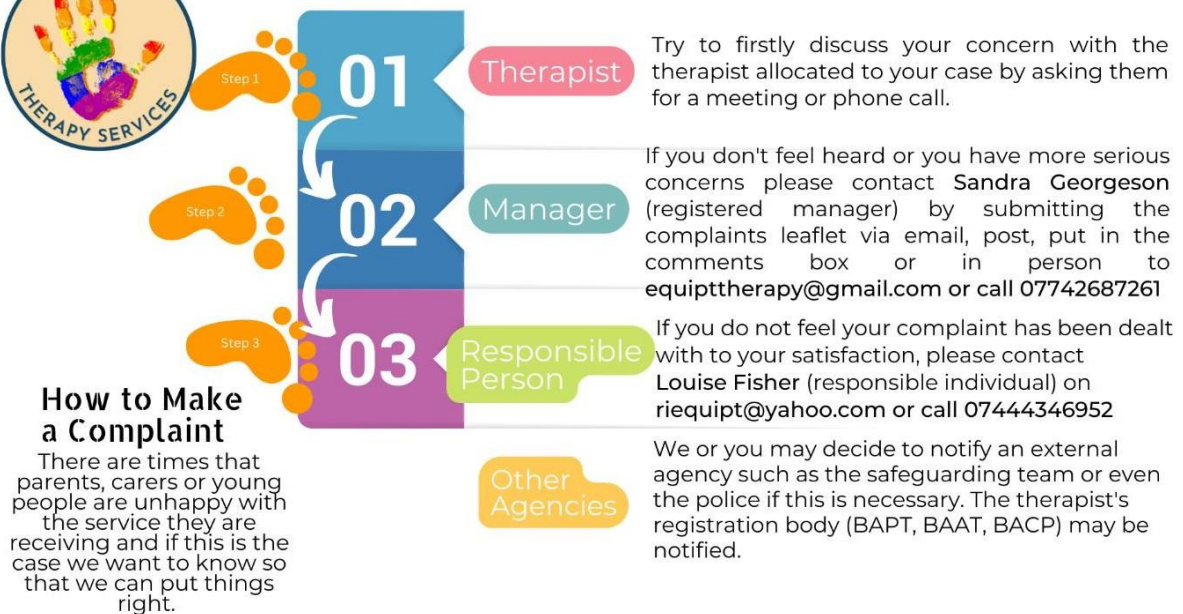 THERAPY SERVICES
Step 1
01
Therapist
Try to firstly discuss your concern with the
therapist allocated to your case by asking them
for a meeting or phone call.
Step 2
02
Manager
If you don't feel heard or you have more serious
concerns please contact Sandra Georgeson
(registered manager) by submitting the
complaints leaflet via email, post, put in the
comments box or in person to
equipttherapy@gmail.com or call 07742687261
Step 3
03
Responsible
Person
If you do not feel your complaint has been dealt
with to your satisfaction, please contact
Louise Fisher (responsible individual) on
riequipt@yahoo.com or call 07444346952
Other
Agencies
We or you may decide to notify an external
agency such as the safeguarding team or even
the police if this is necessary. The therapist's
registration body (BAPT, BAAT, BACP) may be
notified.
How to Make
a Complaint
There are times that
parents, carers or young
people are unhappy with
the service they are
receiving and if this is the
case we want to know so
that we can put things
right.